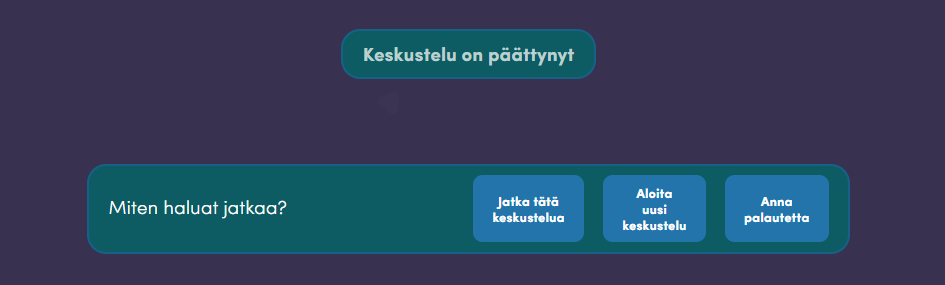 Keskustelu on päättynyt
Miten haluat jatkaa?
Jatka tätä
keskustelua
Aloita
uusi
keskustelu
Anna
palautetta